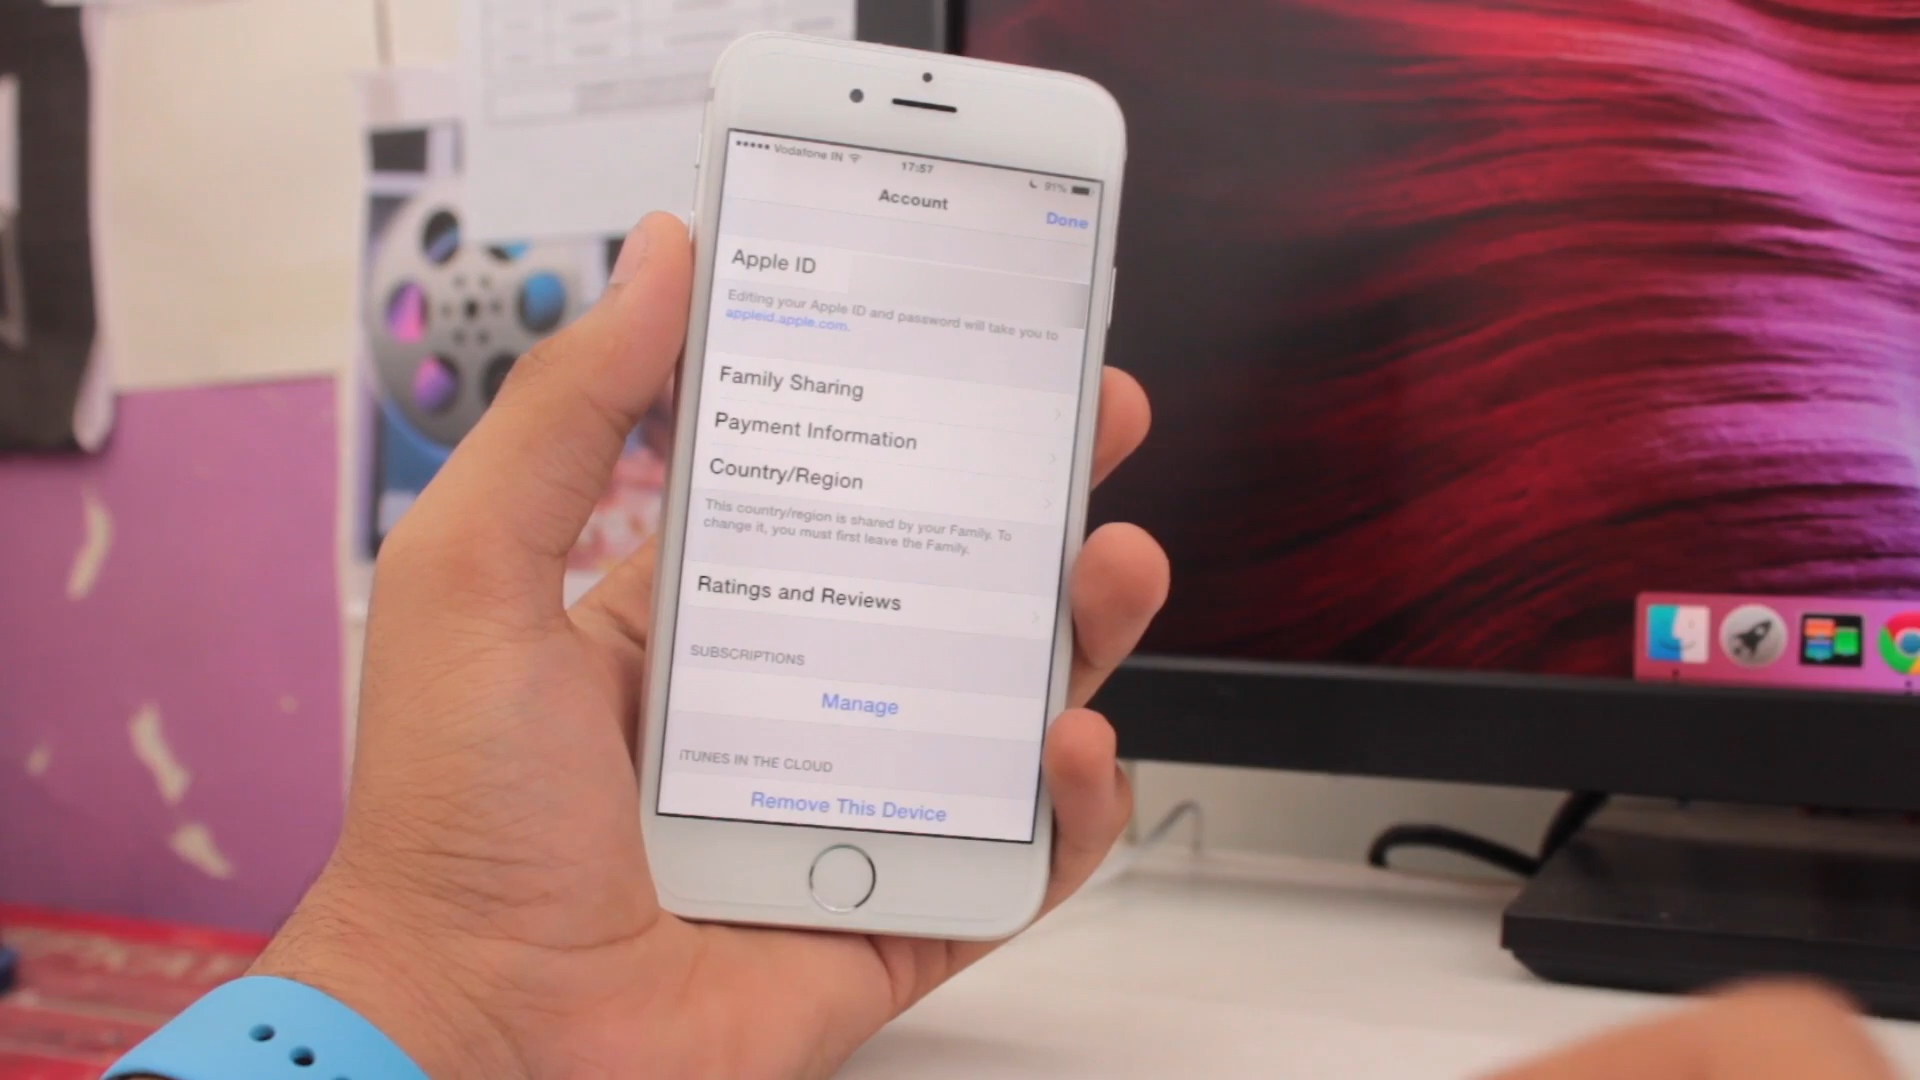 Vodafone IN
17:57
91%
Account
Done
Apple ID
Editing your Apple ID and password will take you to
appleid.apple.com.
Family Sharing
Payment Information
Country/Region
This country/region is shared by your Family. To
change it, you must first leave the Family.
Ratings and Reviews
SUBSCRIPTIONS
Manage
iTUNES IN THE CLOUD
Remove This Device